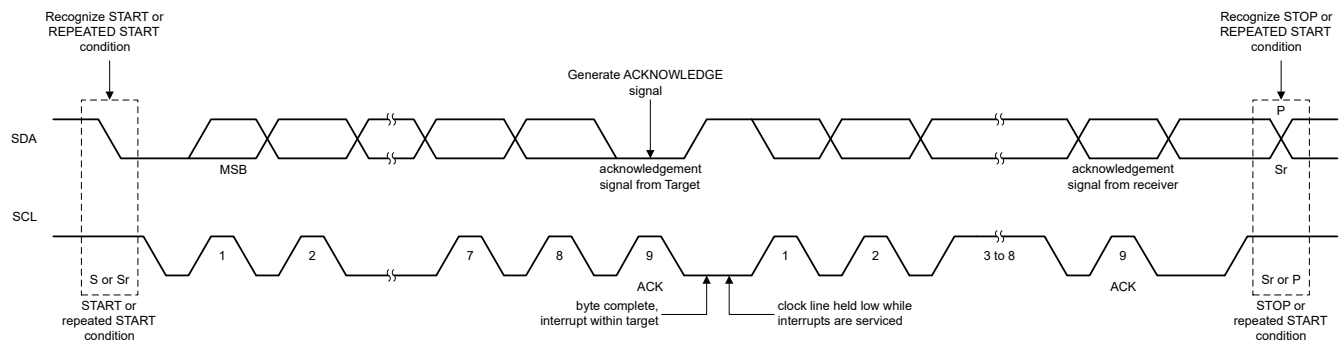 Recognize START or
REPEATED START
condition
Recognize STOP or
REPEATED START
condition
Generate ACKNOWLEDGE
signal
P
SDA
MSB
acknowledgement
signal from Target
acknowledgement
signal from receiver
Sr
SCL
1
2
7
8
9
1
2
3 to 8
9
S or Sr
ACK
ACK
Sr or P
START or
repeated START
condition
byte complete,
interrupt within target
clock line held low while
interrupts are serviced
STOP or
repeated START
condition